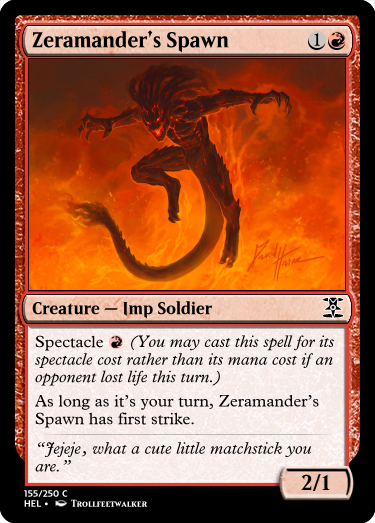 Zeramander's Spawn 1
Creature — Imp Soldier
Spectacle (You may cast this spell for its
spectacle cost rather than its mana cost if an
opponent lost life this turn.)
As long as it's your turn, Zeramander's
Spawn has first strike.
“Jejeje, what a cute little matchstick you
are.”
2/1
155/250 C
HEL • Trollfeetwalker